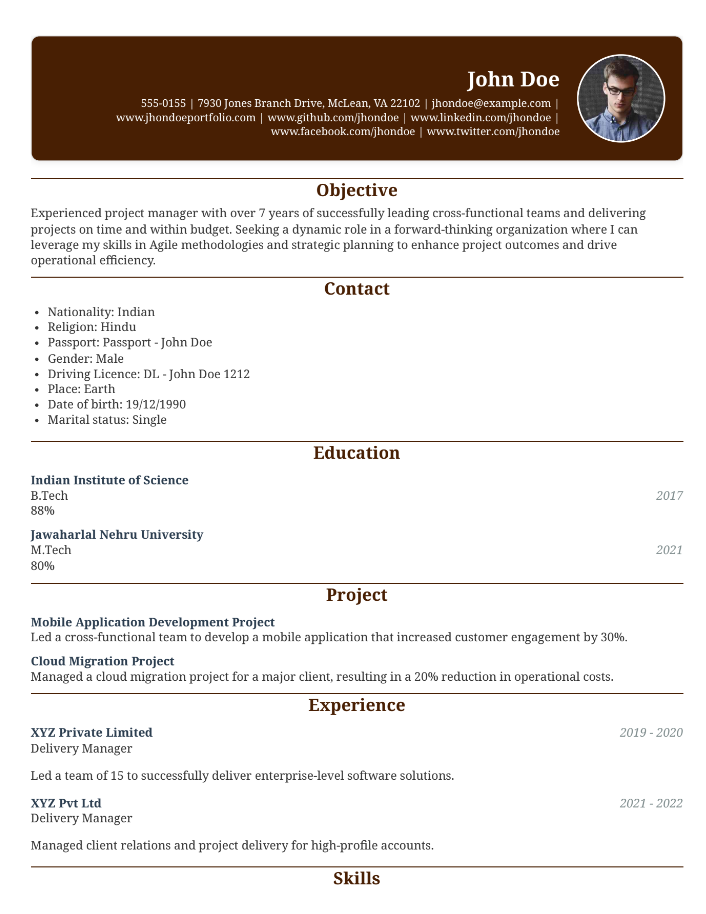 John Doe
555-0155 | 7930 Jones Branch Drive, McLean, VA 22102 | jhondoe@example.com |
www.jhondoeportfolio.com | www.github.com/jhondoe | www.linkedin.com/jhondoe |
www.facebook.com/jhondoe | www.twitter.com/jhondoe
Objective
Experienced project manager with over 7 years of successfully leading cross-functional teams and delivering
projects on time and within budget. Seeking a dynamic role in a forward-thinking organization where I can
leverage my skills in Agile methodologies and strategic planning to enhance project outcomes and drive
operational efficiency.
Contact
• Nationality: Indian
• Religion: Hindu
• Passport: Passport - John Doe
• Gender: Male
• Driving Licence: DL - John Doe 1212
• Place: Earth
• Date of birth: 19/12/1990
• Marital status: Single
Education
Indian Institute of Science
B.Tech 2017
88%
Jawaharlal Nehru University
M.Tech 2021
80%
Project
Mobile Application Development Project
Led a cross-functional team to develop a mobile application that increased customer engagement by 30%.
Cloud Migration Project
Managed a cloud migration project for a major client, resulting in a 20% reduction in operational costs.
Experience
XYZ Private Limited 2019 - 2020
Delivery Manager
Led a team of 15 to successfully deliver enterprise-level software solutions.
XYZ Pvt Ltd 2021 - 2022
Delivery Manager
Managed client relations and project delivery for high-profile accounts.
Skills